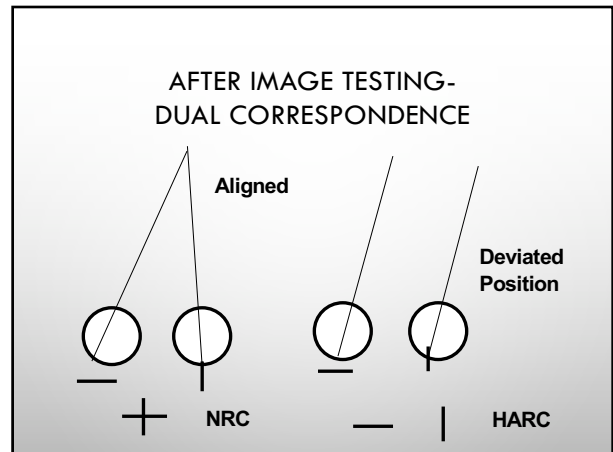 AFTER IMAGE TESTING-
DUAL CORRESPONDENCE
Aligned
Deviated
Position
NRC
HARC